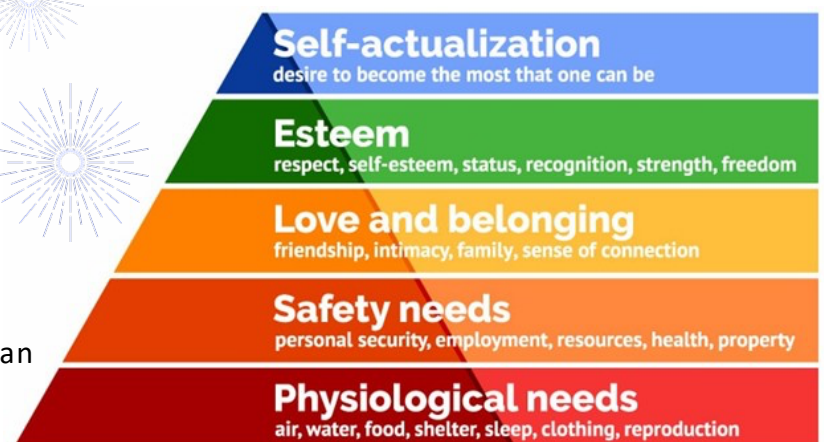 Self-actualization
desire to become the most that one can be
Esteem
respect, self-esteem, status, recognition, strength, freedom
Love and belonging
friendship, intimacy, family, sense of connection
Safety needs
personal security, employment, resources, health, property
an
Physiological needs
air, water, food, shelter, sleep, clothing, reproduction